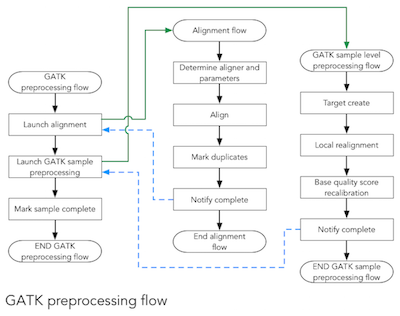 GATK
preprocessing flow
Launch alignment
Launch GATK sample
preprocessing
Mark sample complete
END GATK
preprocessing flow
Alignment flow
Determine aligner and
parameters
Align
Mark duplicates
Notify complete
End alignment
flow
GATK sample level
preprocessing flow
Target create
Local realignment
Base quality score
recalibration
Notify complete
END GATK sample
preprocessing flow
GATK preprocessing flow